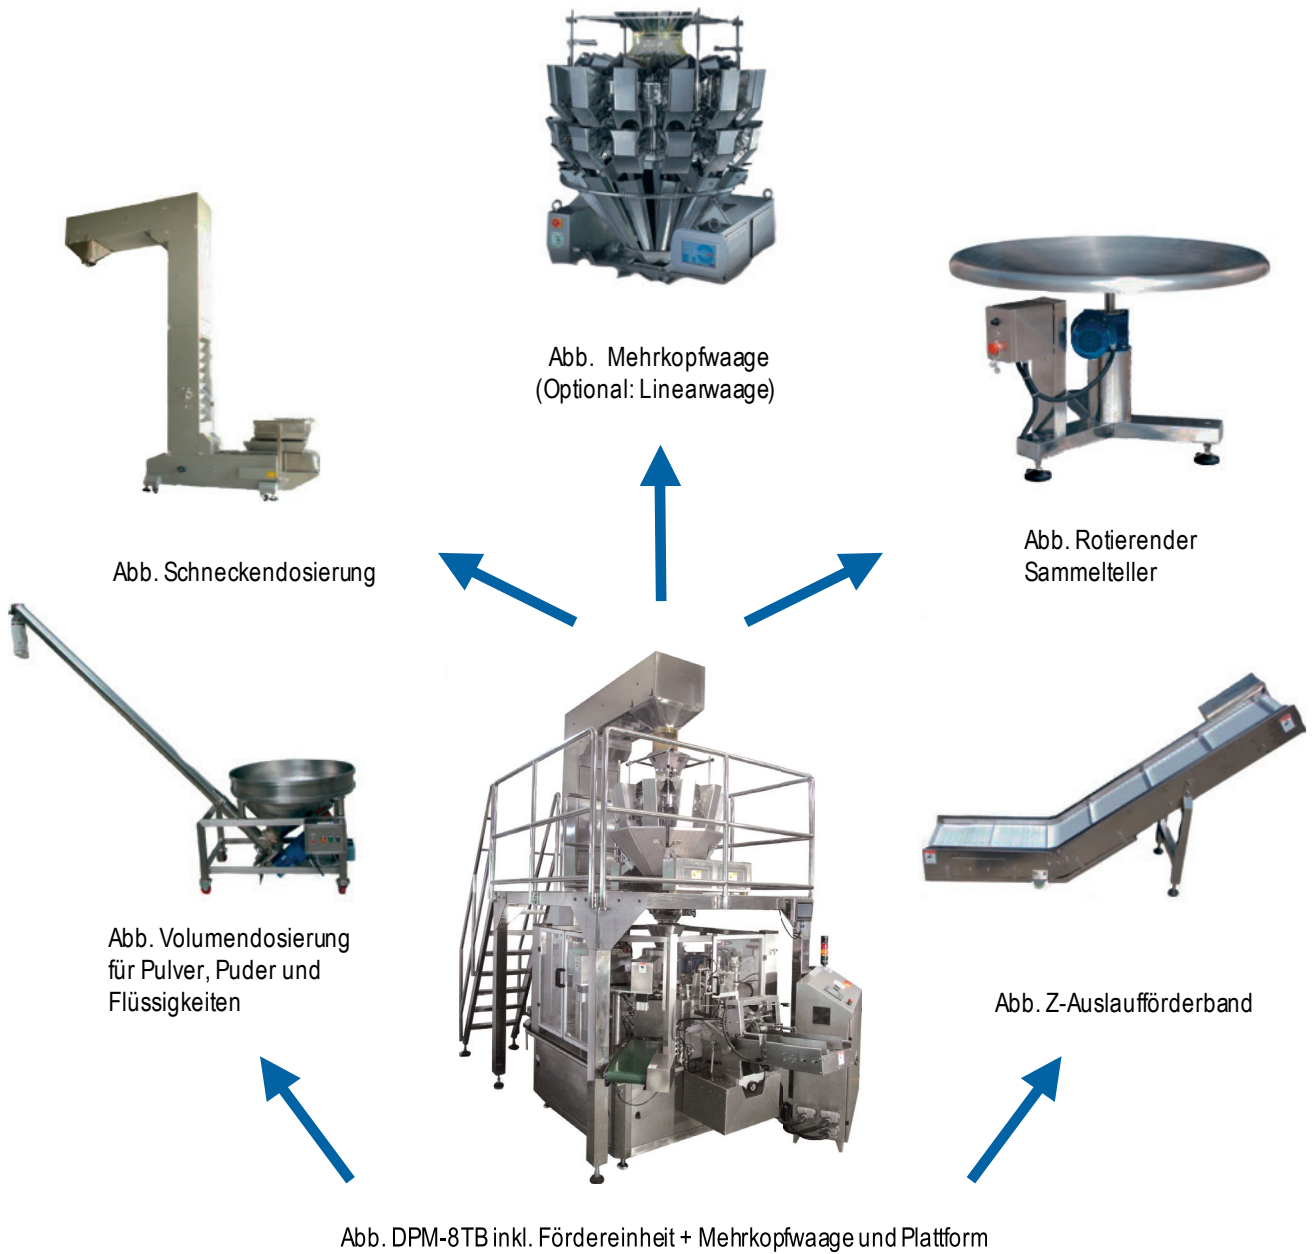 Abb. Mehrkopfwaage
(Optional: Linearwaage)
Abb. Rotierender
Sammelteller
Abb. Schneckendosierung
Abb. Volumendosierung
für Pulver, Puder und
Flüssigkeiten
Abb. Z-Auslaufförderband
Abb. DPM-8TB inkl. Fördereinheit + Mehrkopfwaage und Plattform